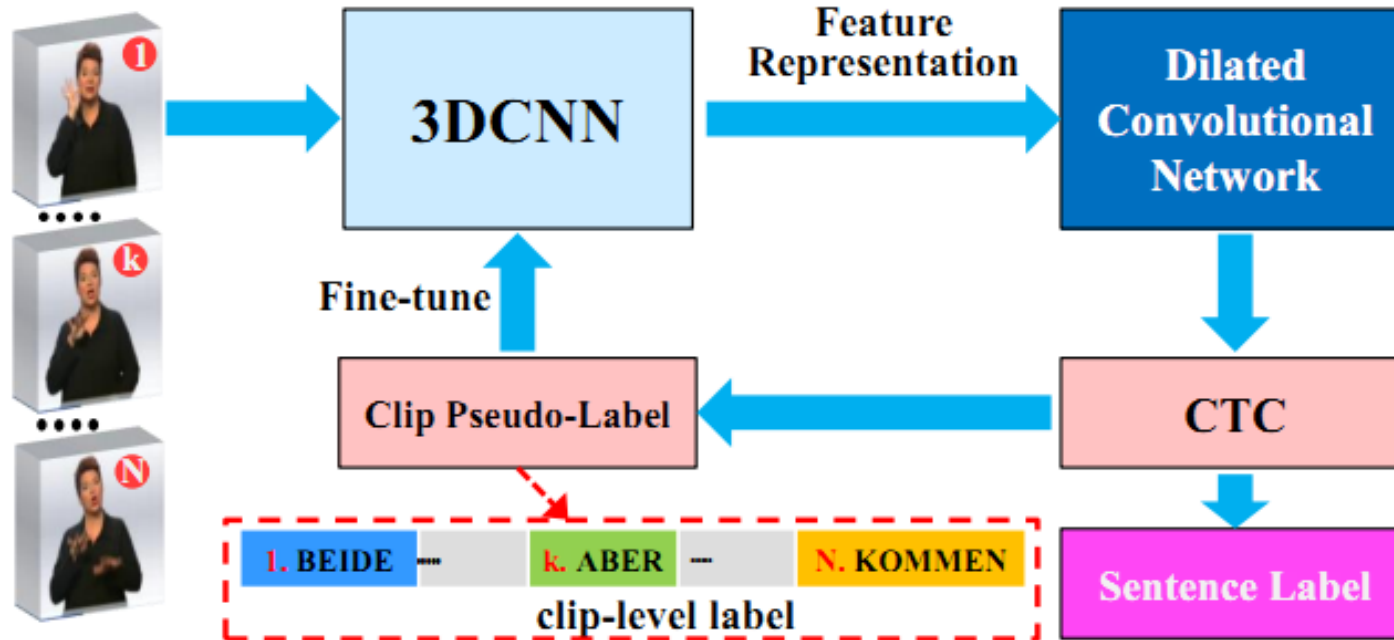 1
k
N
3DCNN
Feature
Representation
Dilated
Convolutional
Network
Fine-tune
Clip Pseudo-Label
CTC
1. BEIDE
k. ABER
N. KOMMEN
clip-level label
Sentence Label